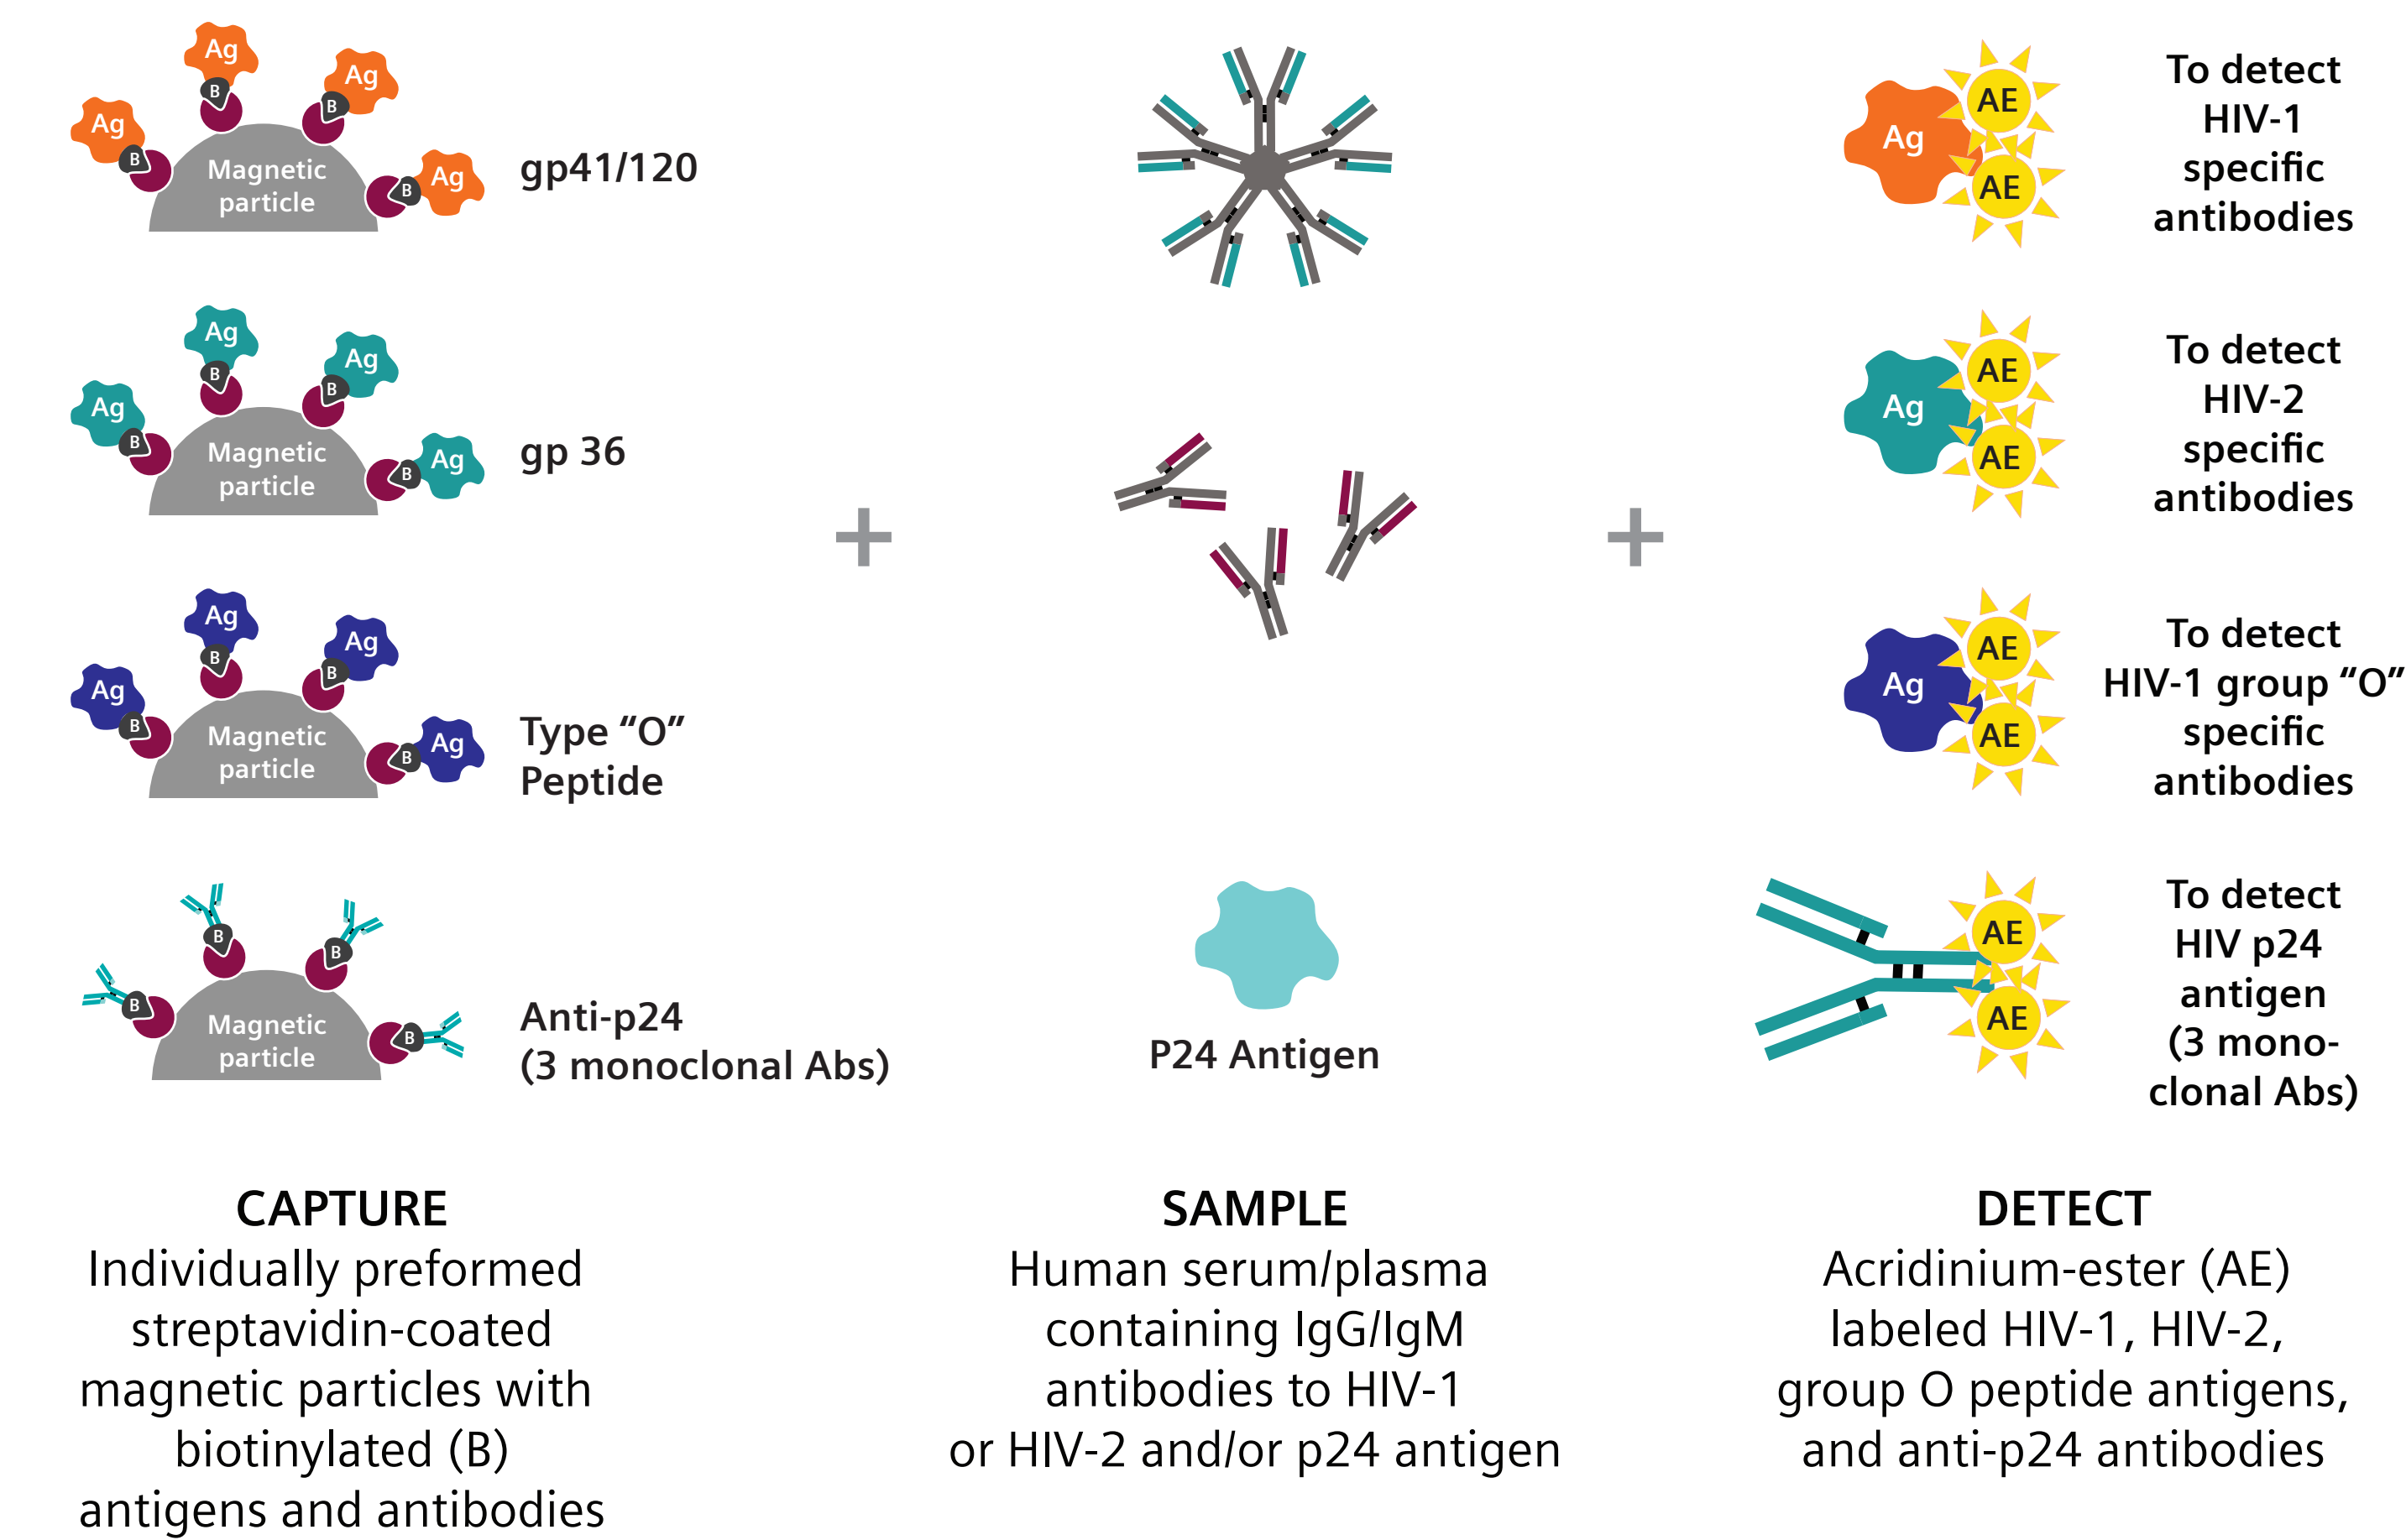 Ag
Ag
Ag
Ag
B
B
B
B
Magnetic
particle
gp41/120
Ag
AE
AE
To detect
HIV-1
specific
antibodies
Ag
Ag
Ag
Ag
B
B
B
B
Magnetic
particle
gp 36
Ag
AE
AE
To detect
HIV-2
specific
antibodies
+
+
Ag
Ag
Ag
Ag
B
B
B
B
Magnetic
particle
Type “O”
Peptide
Ag
AE
AE
To detect
HIV-1 group “O”
specific
antibodies
B
B
B
B
Magnetic
particle
Anti-p24
(3 monoclonal Abs)
P24 Antigen
AE
AE
To detect
HIV p24
antigen
(3 mono-
clonal Abs)
CAPTURE
Individually preformed
streptavidin-coated
magnetic particles with
biotinylated (B)
antigens and antibodies
SAMPLE
Human serum/plasma
containing IgG/IgM
antibodies to HIV-1
or HIV-2 and/or p24 antigen
DETECT
Acridinium-ester (AE)
labeled HIV-1, HIV-2,
group O peptide antigens,
and anti-p24 antibodies